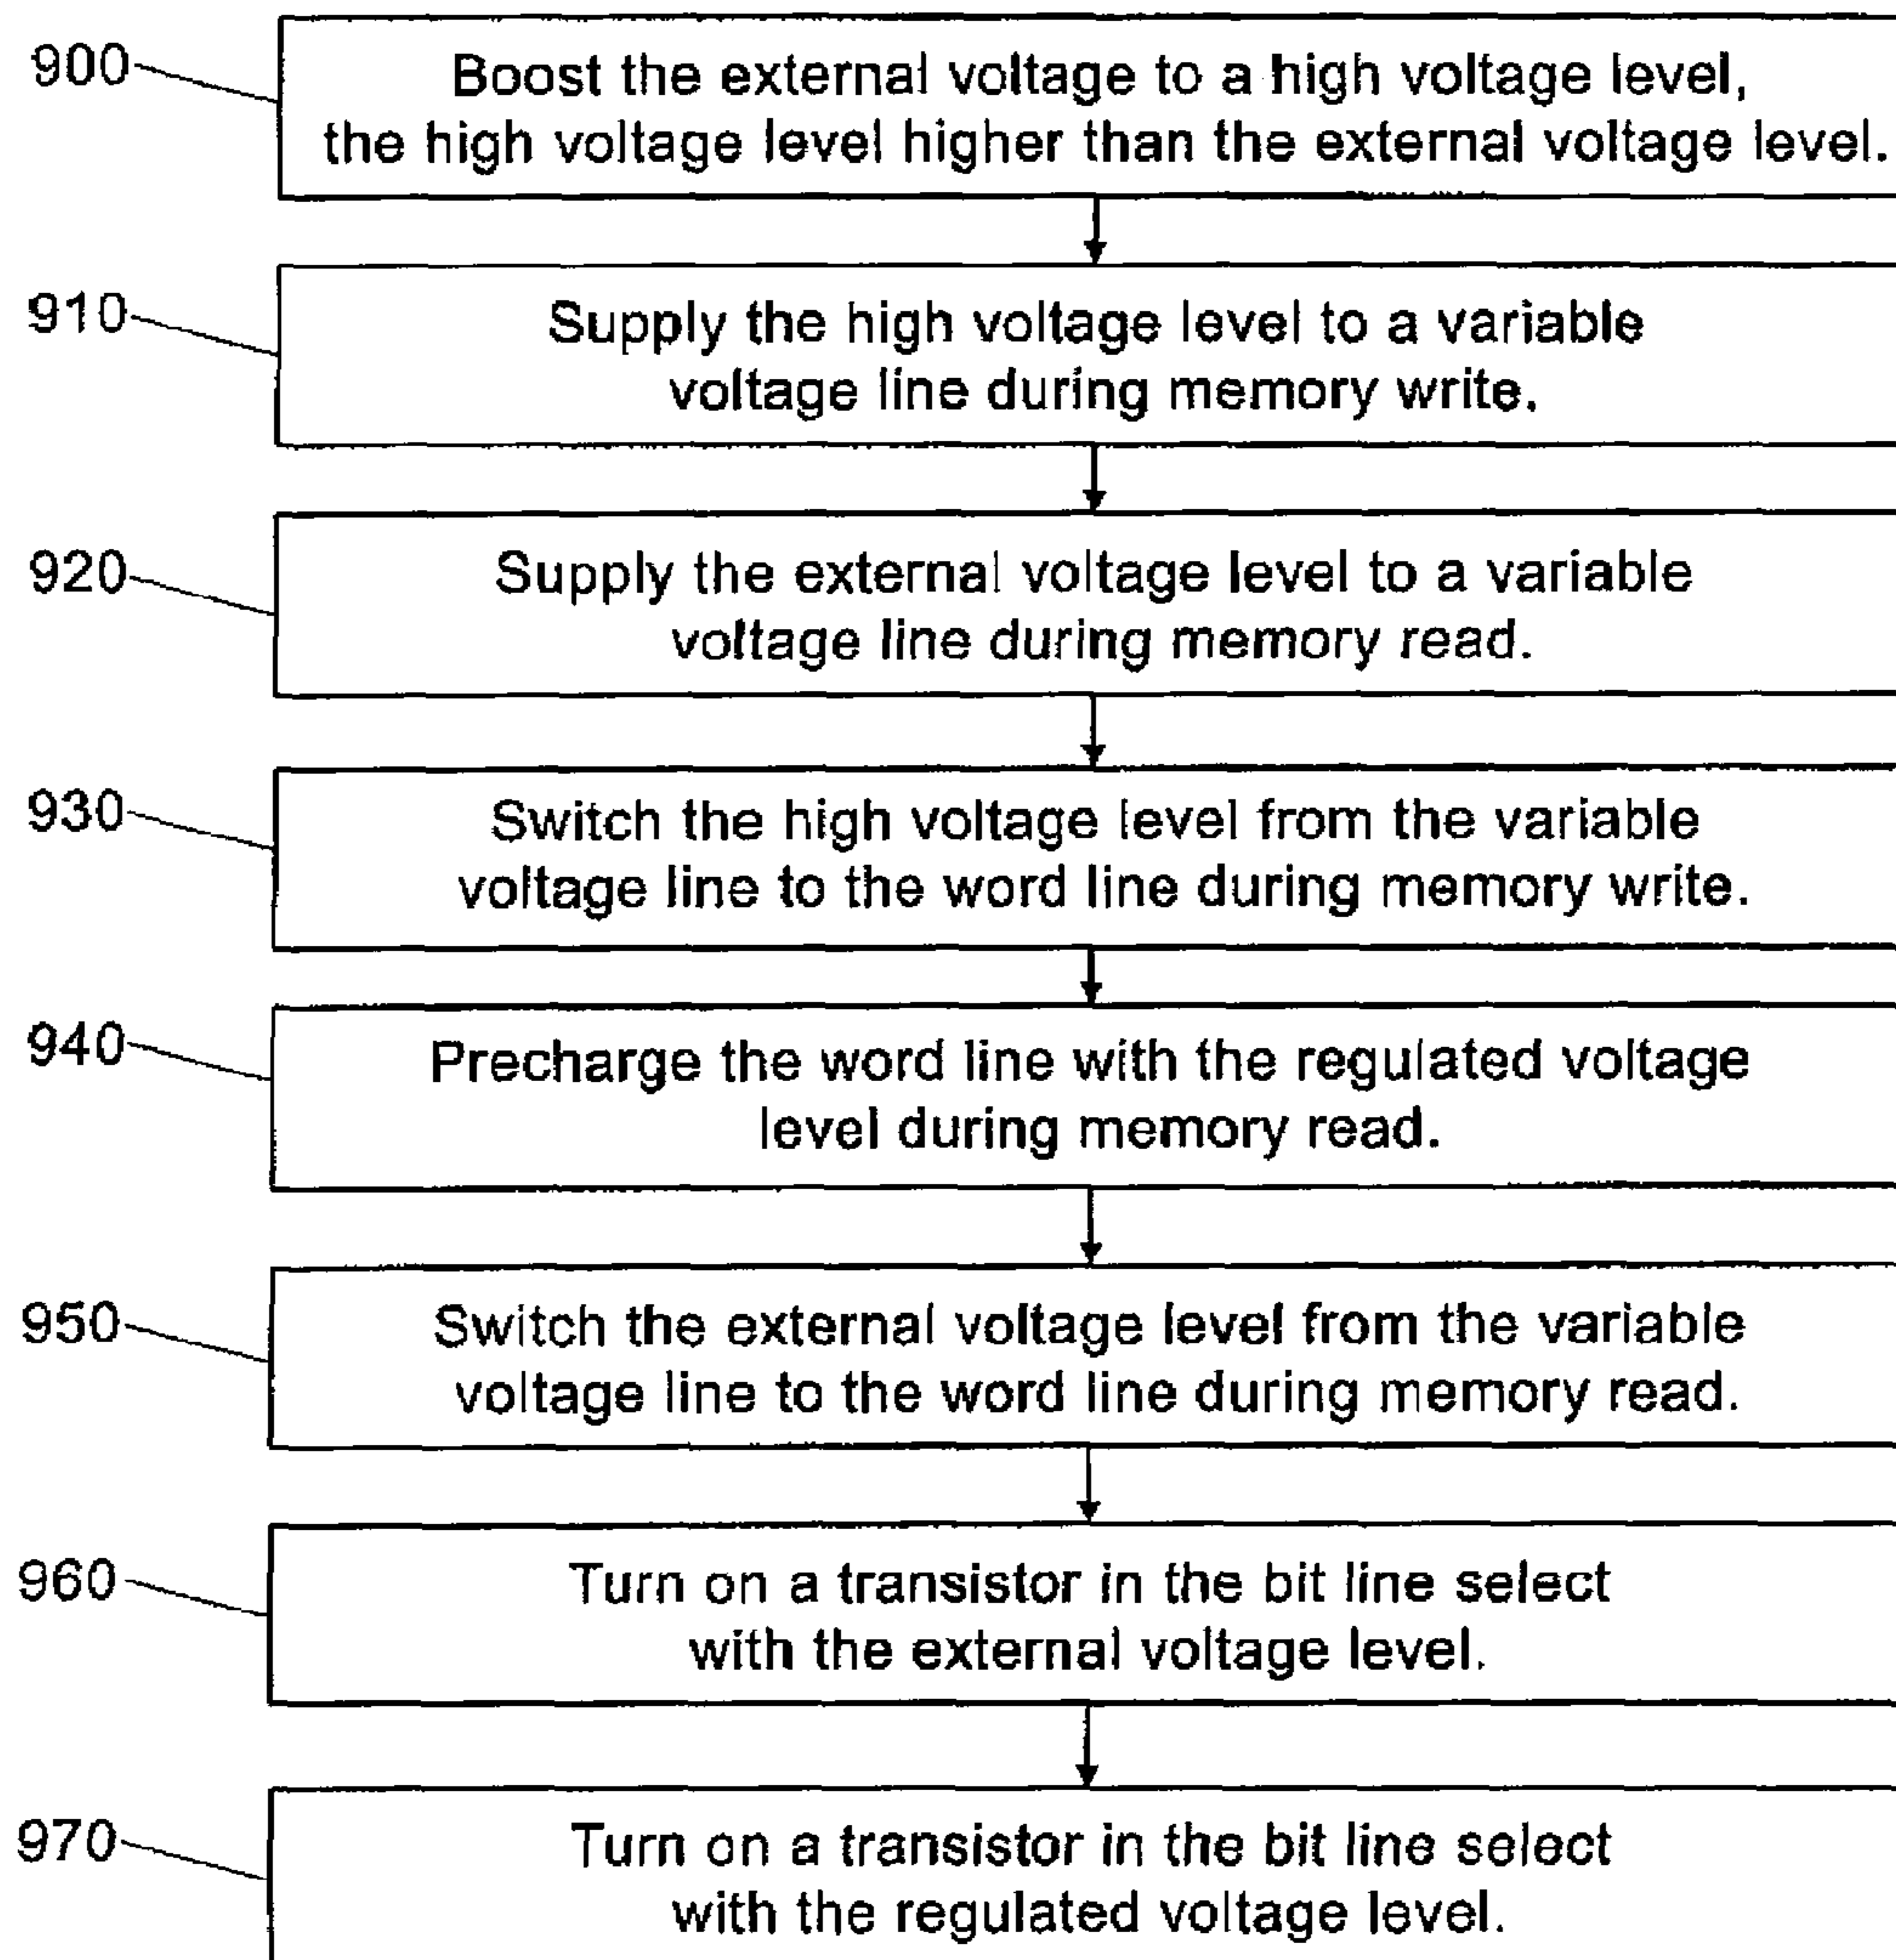 900
Boost the external voltage to a high voltage level,
the high voltage level higher than the external voltage level.
910
Supply the high voltage level to a variable
voltage line during memory write.
920
Supply the external voltage level to a variable
voltage line during memory read.
930
Switch the high voltage level from the variable
voltage line to the word line during memory write.
940
Precharge the word line with the regulated voltage
level during memory read.
950
Switch the external voltage level from the variable
voltage line to the word line during memory read.
960
Turn on a transistor in the bit line select
with the external voltage level.
970
Turn on a transistor in the bit line select
with the regulated voltage level.